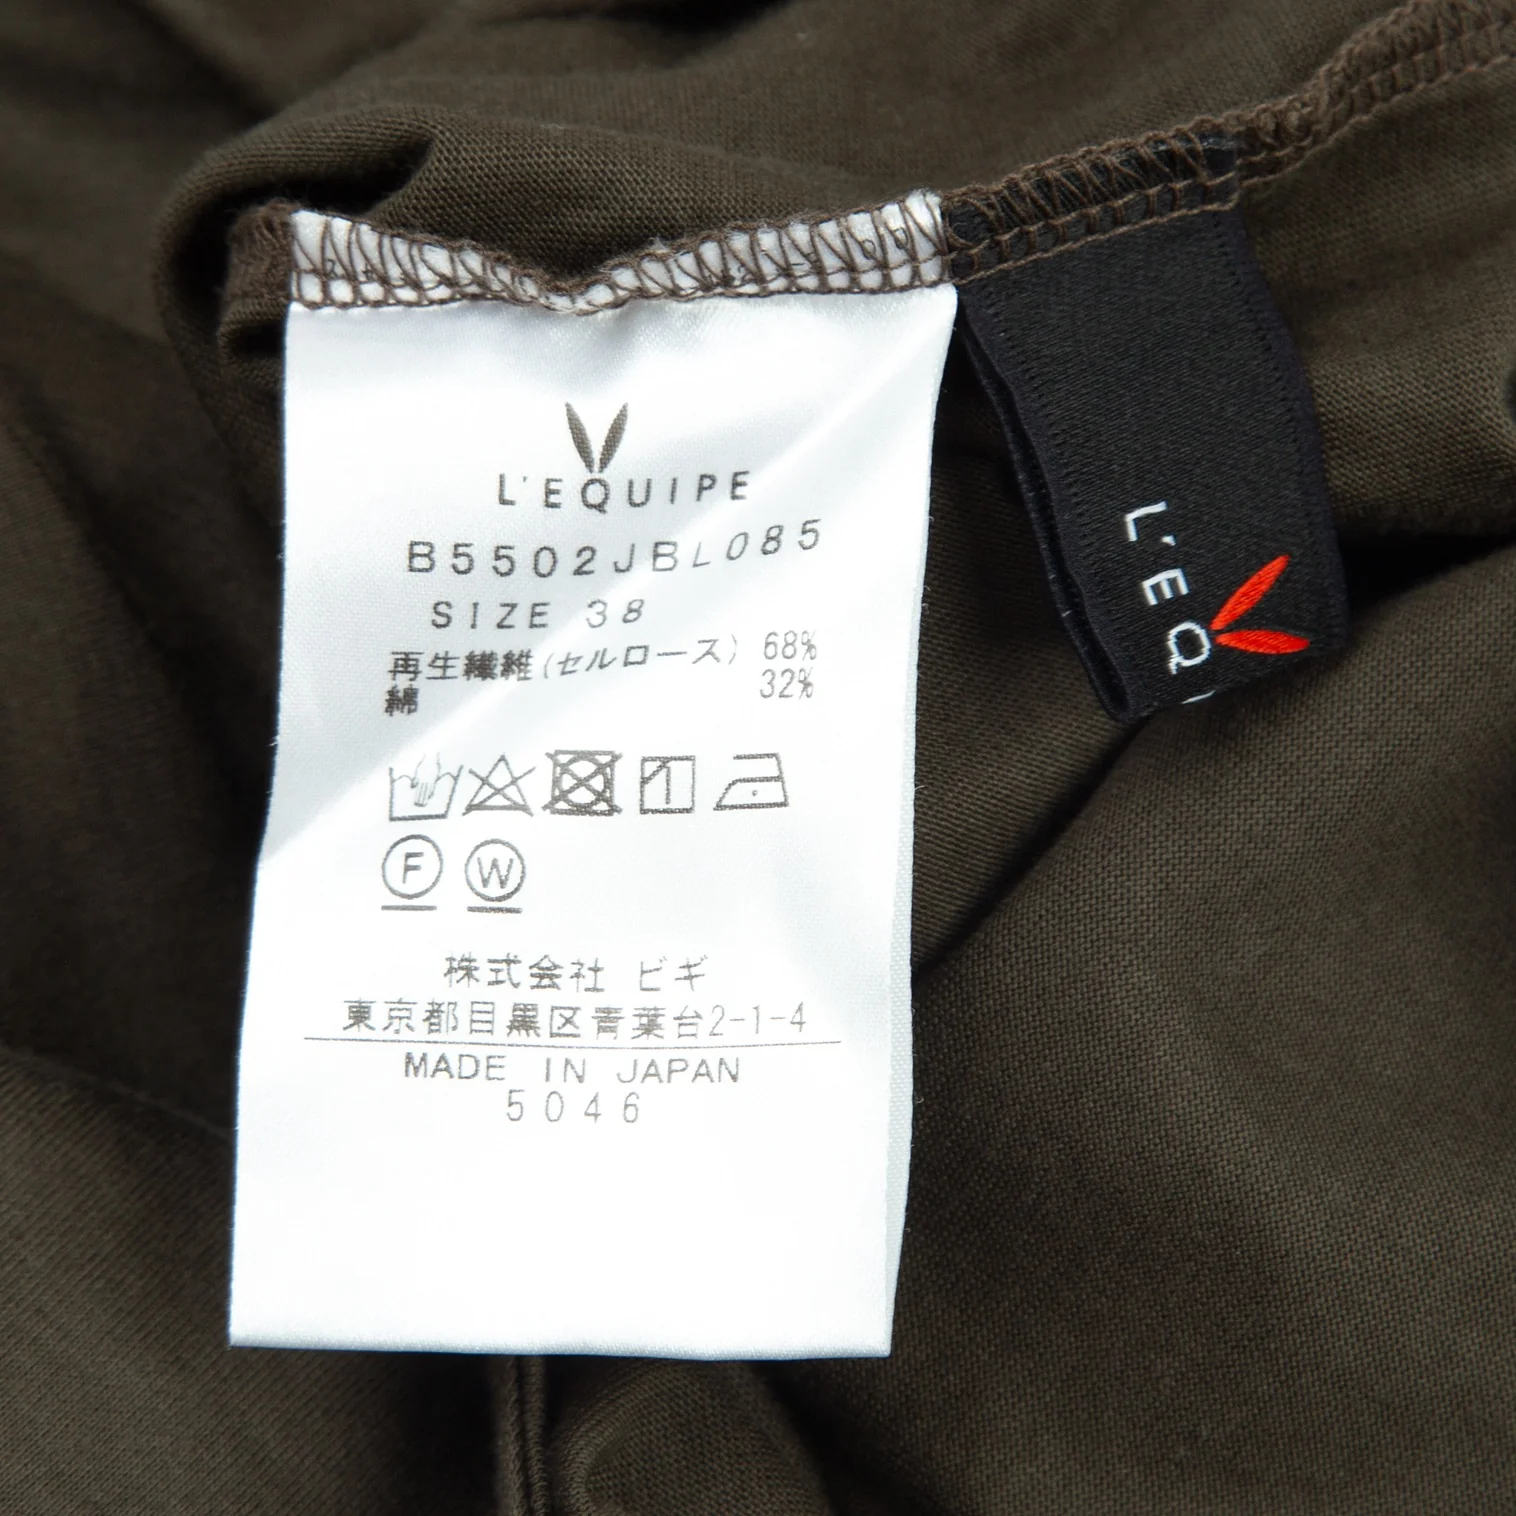 L'EQUIPE
B5502JBL085
SIZE 38
再生繊維(セルロース) 68%
綿 32%
F W
株式会社 ビギ
東京都目黒区青葉台2-1-4
MADE IN JAPAN
5046
L'EQ